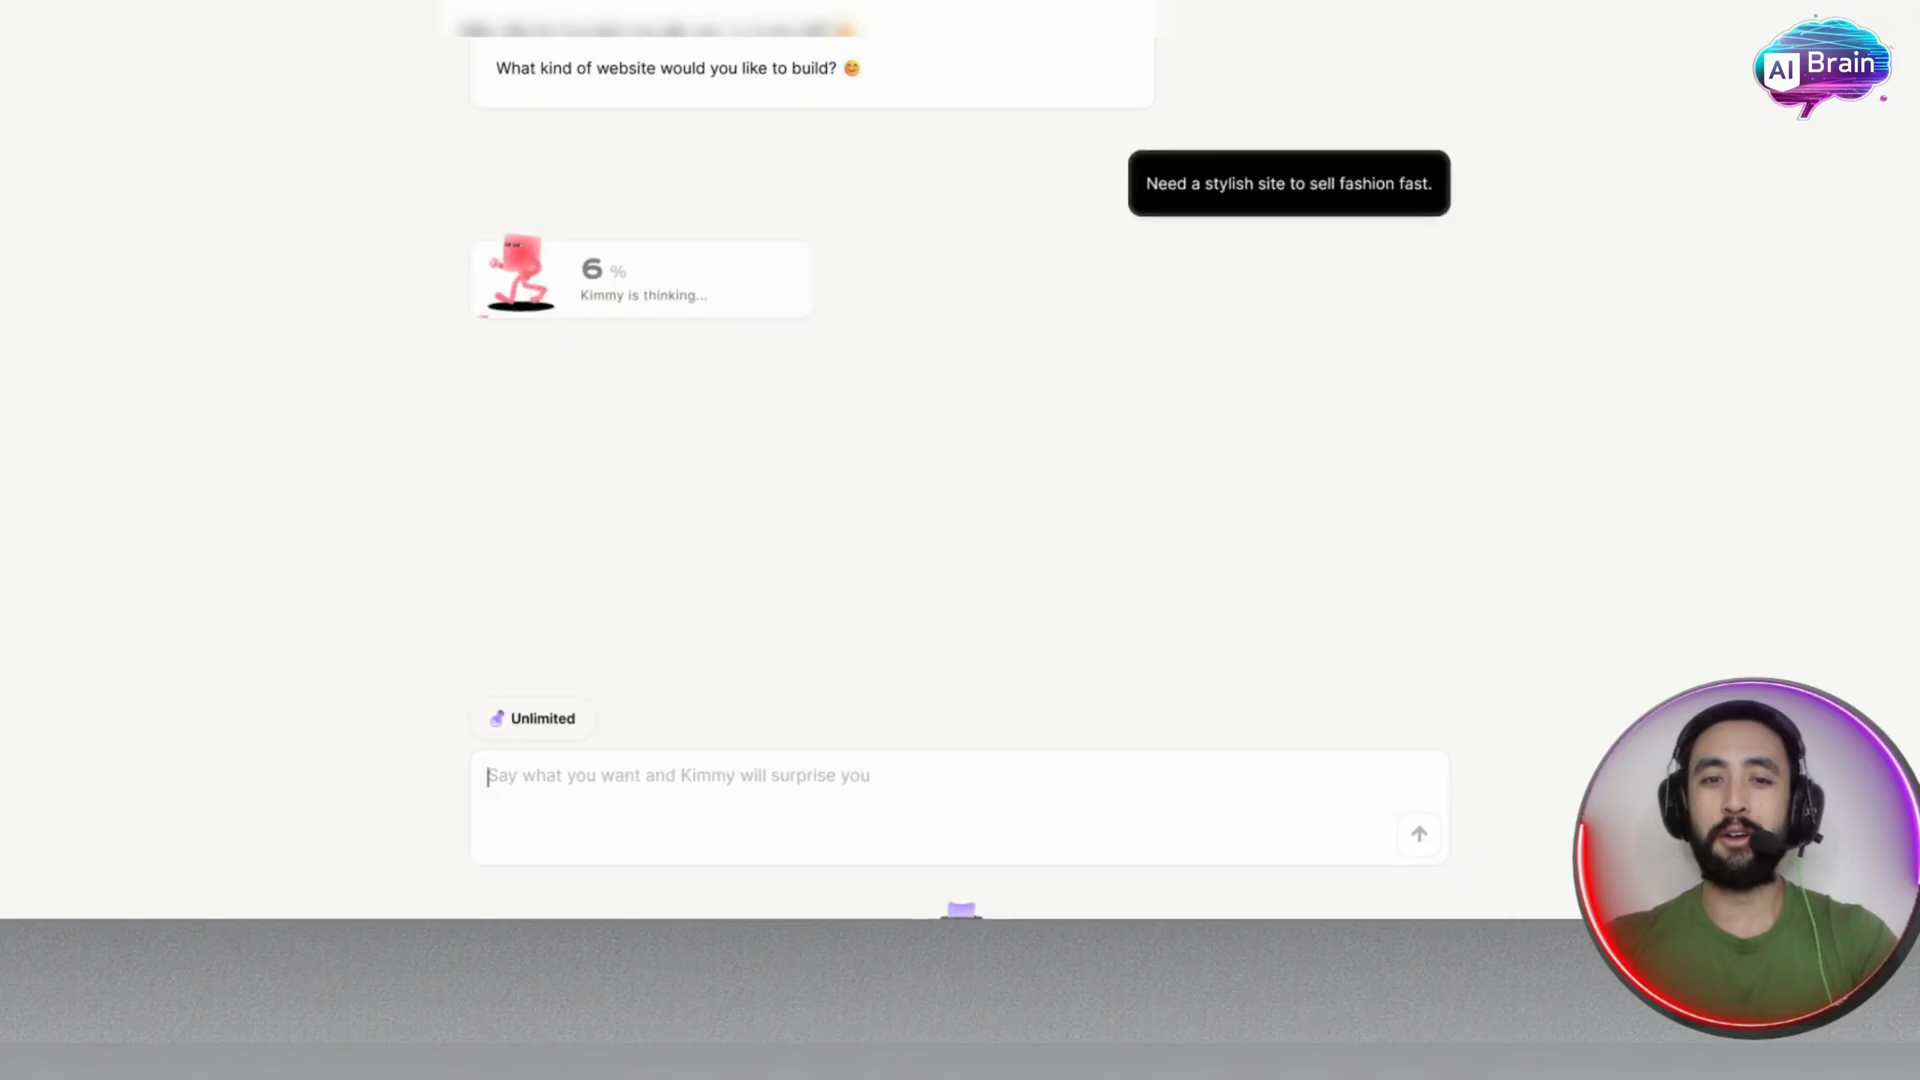 What kind of website would you like to build? 😊
AI Brain
Need a stylish site to sell fashion fast.
6 %
Kimmy is thinking...
Unlimited
Say what you want and Kimmy will surprise you